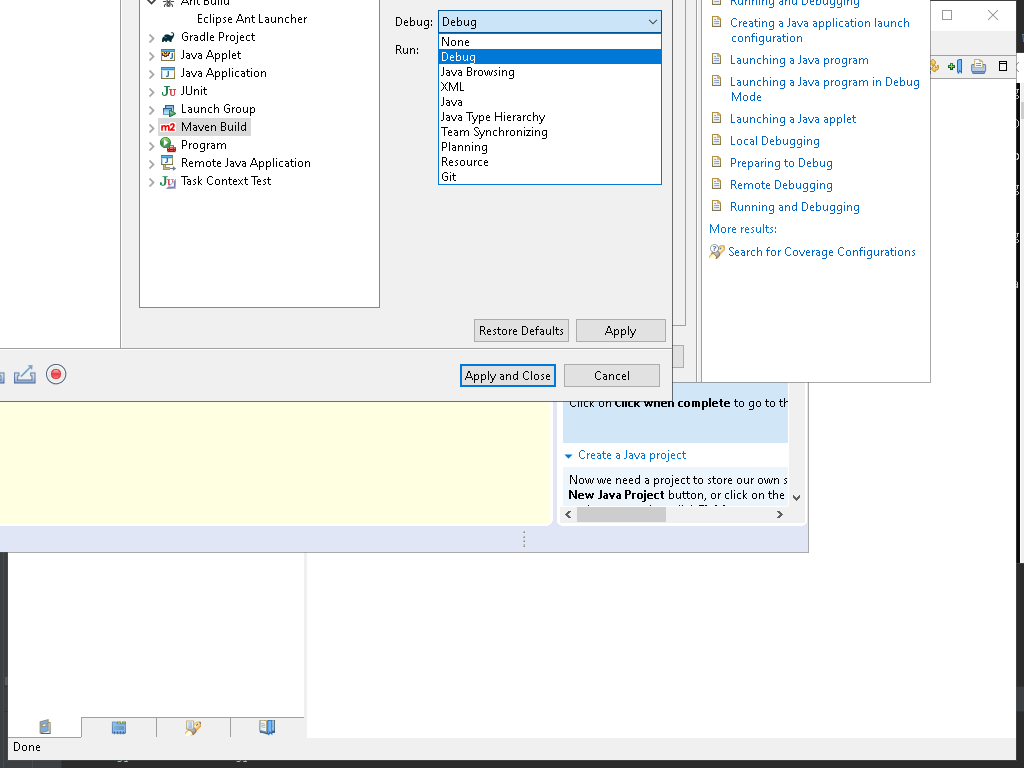 Ant Build
Eclipse Ant Launcher
Gradle Project
Java Applet
Java Application
Ju JUnit
Launch Group
m2 Maven Build
Program
Remote Java Application
Ju Task Context Test
Debug: Debug
Run:
None
Debug
Java Browsing
XML
Java
Java Type Hierarchy
Team Synchronizing
Planning
Resource
Git
Restore Defaults
Apply
Apply and Close
Cancel
Running and Debugging
Creating a Java application launch
configuration
Launching a Java program
Launching a Java program in Debug
Mode
Launching a Java applet
Local Debugging
Preparing to Debug
Remote Debugging
Running and Debugging
More results:
Search for Coverage Configurations
Click on Click when complete to go to th
Create a Java project
Now we need a project to store our own s
New Java Project button, or click on the
Done